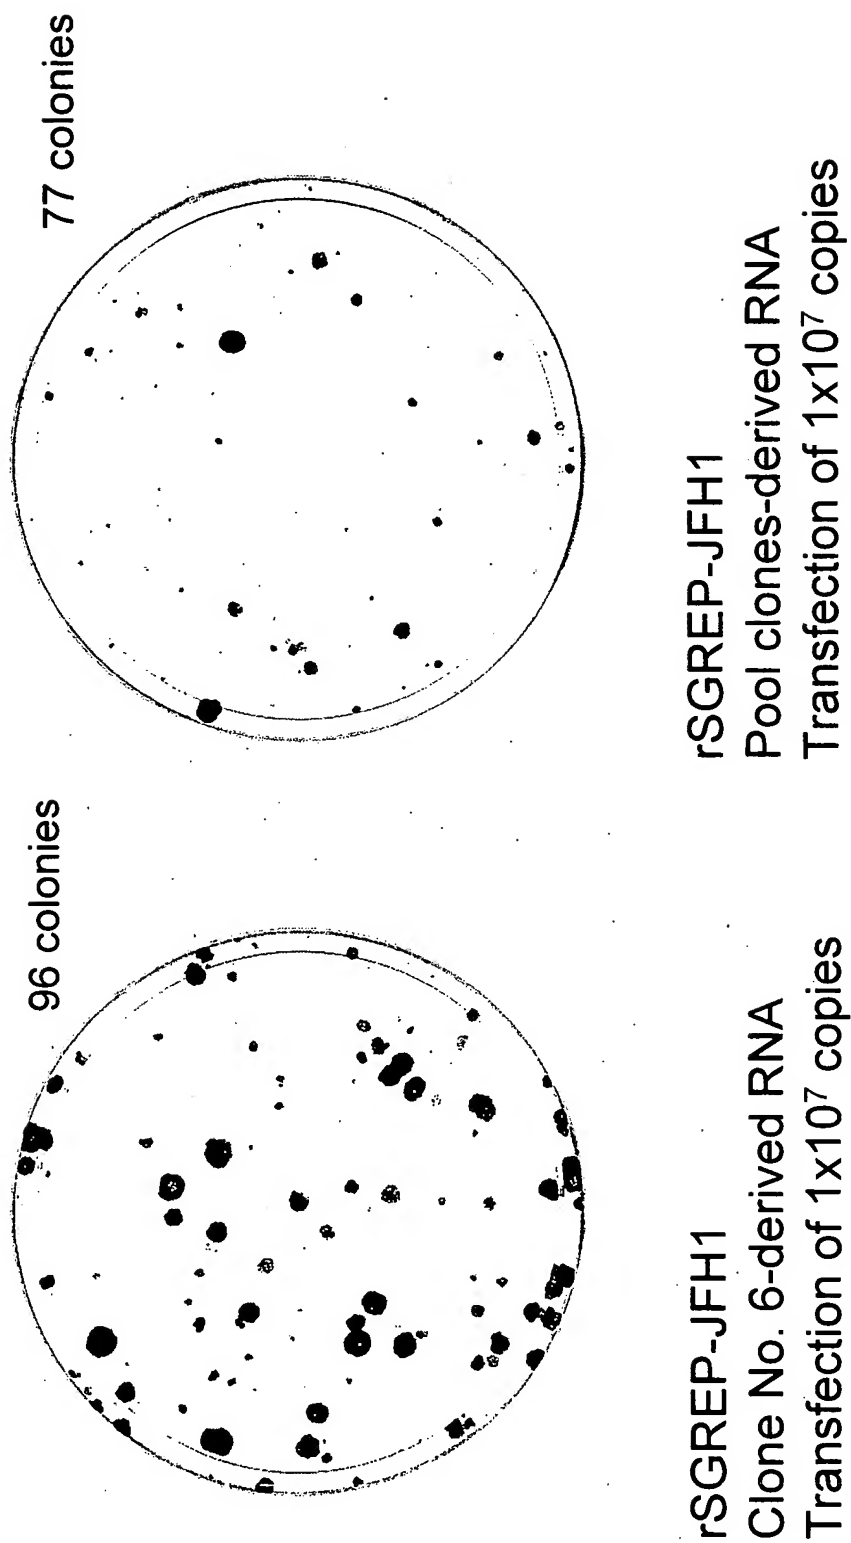 96 colonies
rSGREP-JFH1
Clone No. 6-derived RNA
Transfection of 1x10⁷ copies
77 colonies
rSGREP-JFH1
Pool clones-derived RNA
Transfection of 1x10⁷ copies